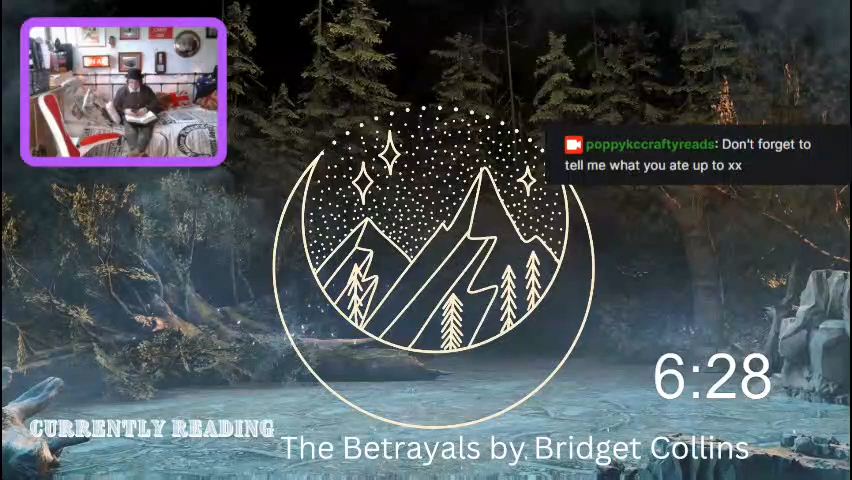 poppykccraftyreads: Don't forget to
tell me what you ate up to xx
6:28
CURRENTLY READING
The Betrayals by Bridget Collins